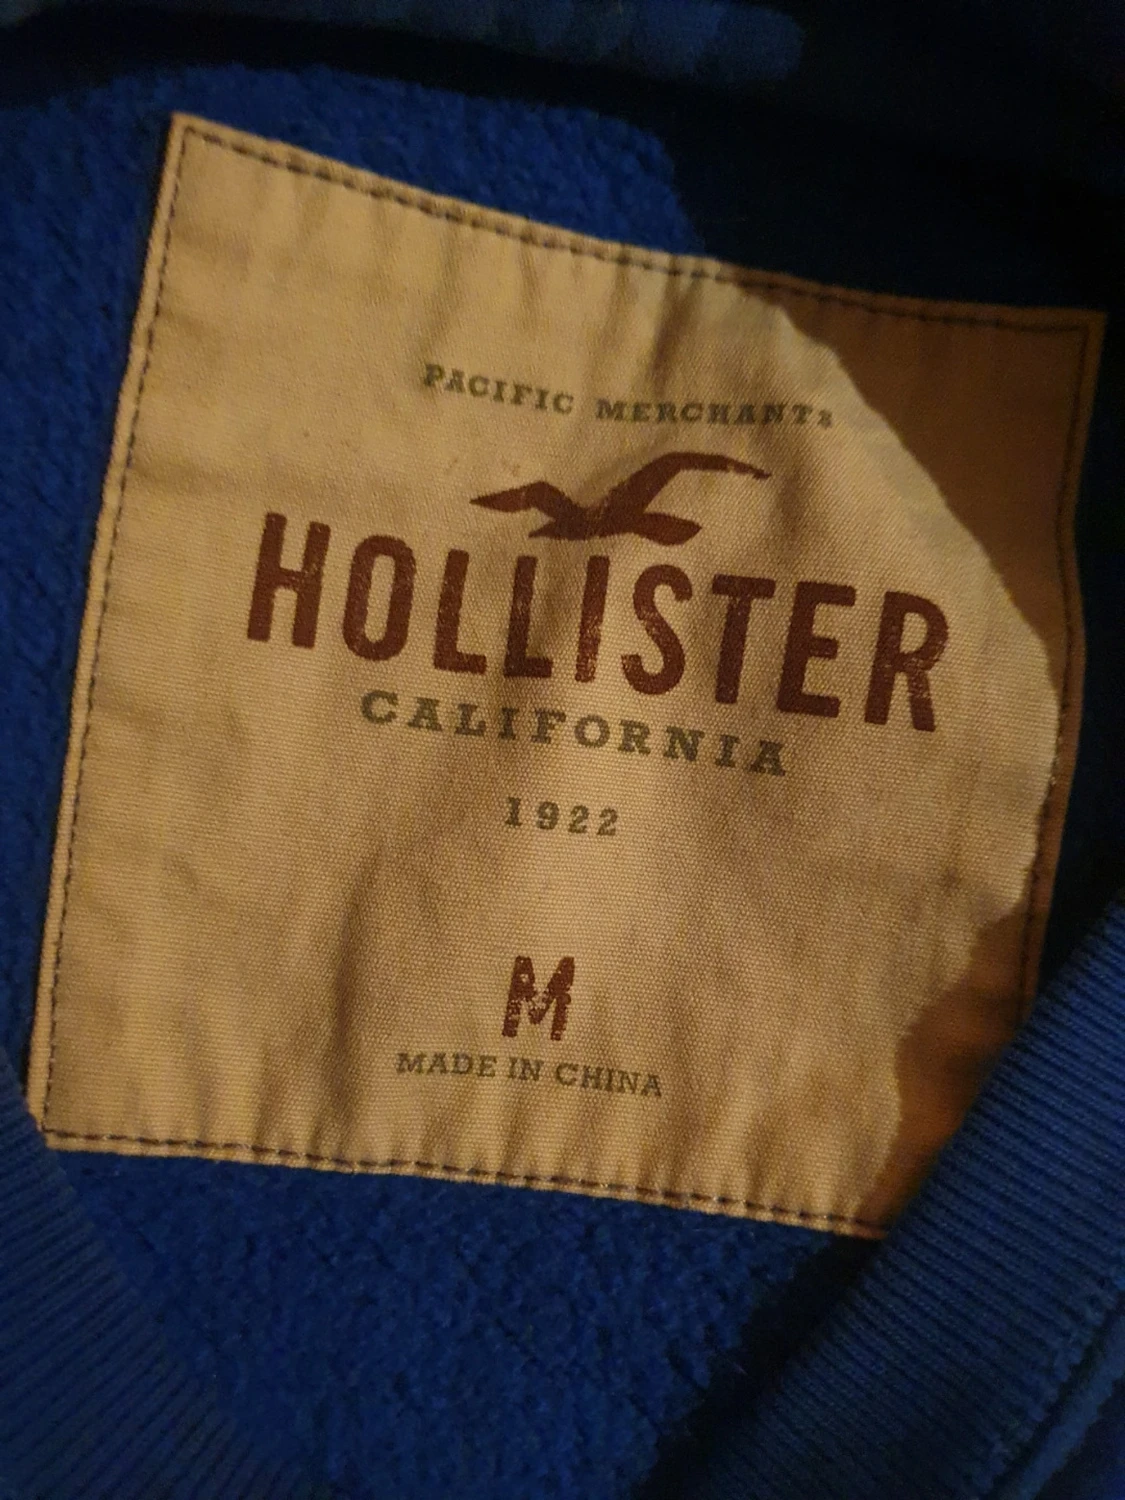 PACIFIC MERCHANTS
HOLLISTER
CALIFORNIA
1922
M
MADE IN CHINA